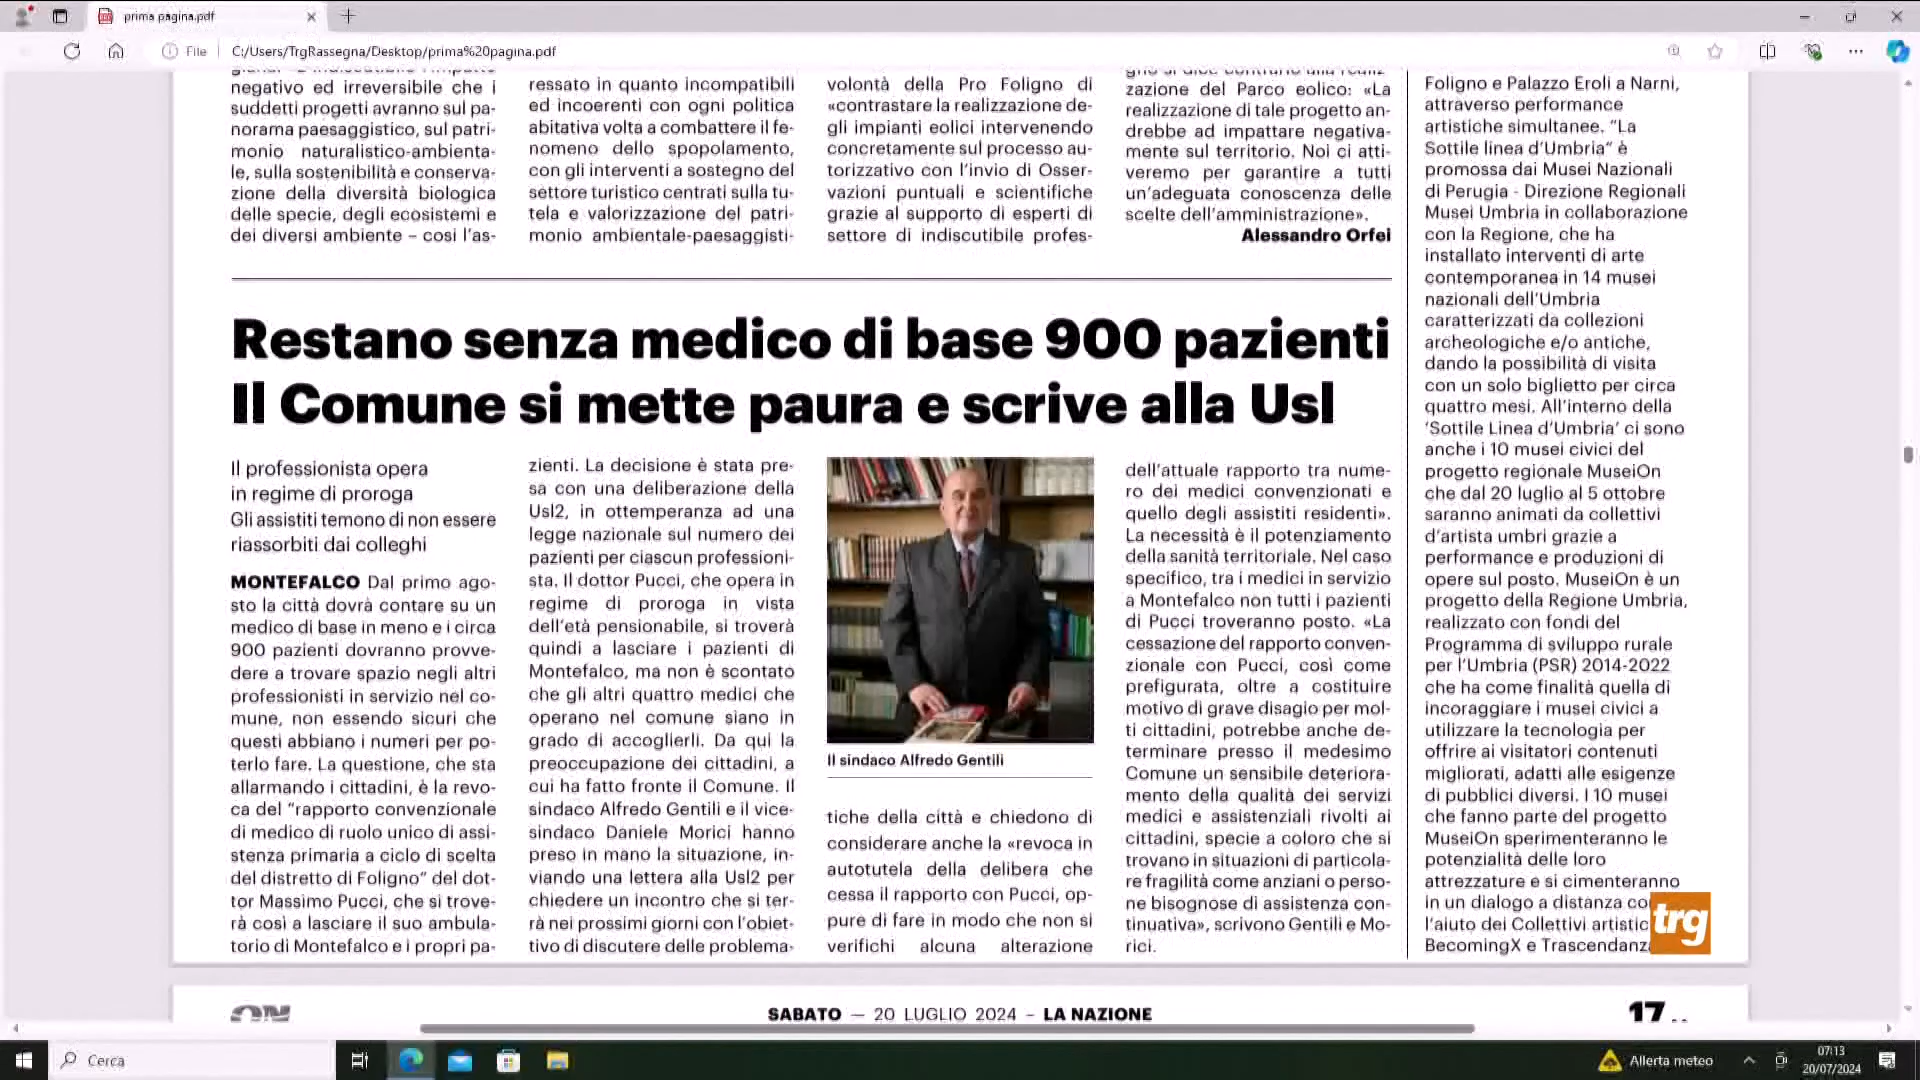 prima pagina.pdf
File
C:/Users/TrgRassegna/Desktop/prima%20pagina.pdf
negativo ed irreversibile che i
suddetti progetti avranno sul pa-
norama paesaggistico, sul patri-
monio naturalistico-ambienta-
le, sulla sostenibilità e conserva-
zione della diversità biologica
delle specie, degli ecosistemi e
dei diversi ambiente – cosi l'as-
ressato in quanto incompatibili
ed incoerenti con ogni politica
abitativa volta a combattere il fe-
nomeno dello spopolamento,
con gli interventi a sostegno del
settore turistico centrati sulla tu-
tela e valorizzazione del patri-
monio ambientale-paesaggisti-
volontà della Pro Foligno di
«contrastare la realizzazione de-
gli impianti eolici intervenendo
concretamente sul processo au-
torizzativo con l'invio di Osser-
vazioni puntuali e scientifiche
grazie al supporto di esperti di
settore di indiscutibile profes-
zazione del Parco eolico: «La
realizzazione di tale progetto an-
drebbe ad impattare negativa-
mente sul territorio. Noi ci atti-
veremo per garantire a tutti
un'adeguata conoscenza delle
scelte dell'amministrazione».
Alessandro Orfei
Restano senza medico di base 900 pazienti
Il Comune si mette paura e scrive alla Usl
Il professionista opera
in regime di proroga
Gli assistiti temono di non essere
riassorbiti dai colleghi
MONTEFALCO Dal primo ago-
sto la città dovrà contare su un
medico di base in meno e i circa
900 pazienti dovranno provve-
dere a trovare spazio negli altri
professionisti in servizio nel co-
mune, non essendo sicuri che
questi abbiano i numeri per po-
terlo fare. La questione, che sta
allarmando i cittadini, è la revo-
ca del "rapporto convenzionale
di medico di ruolo unico di assi-
stenza primaria a ciclo di scelta
del distretto di Foligno" del dot-
tor Massimo Pucci, che si trove-
rà così a lasciare il suo ambula-
torio di Montefalco e i propri pa-
zienti. La decisione è stata pre-
sa con una deliberazione della
Usl2, in ottemperanza ad una
legge nazionale sul numero dei
pazienti per ciascun professioni-
sta. Il dottor Pucci, che opera in
regime di proroga in vista
dell'età pensionabile, si troverà
quindi a lasciare i pazienti di
Montefalco, ma non è scontato
che gli altri quattro medici che
operano nel comune siano in
grado di accoglierli. Da qui la
preoccupazione dei cittadini, a
cui ha fatto fronte il Comune. Il
sindaco Alfredo Gentili e il vice-
sindaco Daniele Morici hanno
preso in mano la situazione, in-
viando una lettera alla Usl2 per
chiedere un incontro che si ter-
rà nei prossimi giorni con l'obiet-
tivo di discutere delle problema-
Il sindaco Alfredo Gentili
tiche della città e chiedono di
considerare anche la «revoca in
autotutela della delibera che
cessa il rapporto con Pucci, op-
pure di fare in modo che non si
verifichi alcuna alterazione
dell'attuale rapporto tra nume-
ro dei medici convenzionati e
quello degli assistiti residenti».
La necessità è il potenziamento
della sanità territoriale. Nel caso
specifico, tra i medici in servizio
a Montefalco non tutti i pazienti
di Pucci troveranno posto. «La
cessazione del rapporto conven-
zionale con Pucci, così come
prefigurata, oltre a costituire
motivo di grave disagio per mol-
ti cittadini, potrebbe anche de-
terminare presso il medesimo
Comune un sensibile deteriora-
mento della qualità dei servizi
medici e assistenziali rivolti ai
cittadini, specie a coloro che si
trovano in situazioni di particola-
re fragilità come anziani o perso-
ne bisognose di assistenza con-
tinuativa», scrivono Gentili e Mo-
rici.
Foligno e Palazzo Eroli a Narni,
attraverso performance
artistiche simultanee. "La
Sottile linea d'Umbria" è
promossa dai Musei Nazionali
di Perugia - Direzione Regionali
Musei Umbria in collaborazione
con la Regione, che ha
installato interventi di arte
contemporanea in 14 musei
nazionali dell'Umbria
caratterizzati da collezioni
archeologiche e/o antiche,
dando la possibilità di visita
con un solo biglietto per circa
quattro mesi. All'interno della
'Sottile Linea d'Umbria' ci sono
anche i 10 musei civici del
progetto regionale MuseiOn
che dal 20 luglio al 5 ottobre
saranno animati da collettivi
d'artista umbri grazie a
performance e produzioni di
opere sul posto. MuseiOn è un
progetto della Regione Umbria,
realizzato con fondi del
Programma di sviluppo rurale
per l'Umbria (PSR) 2014-2022
che ha come finalità quella di
incoraggiare i musei civici a
utilizzare la tecnologia per
offrire ai visitatori contenuti
migliorati, adatti alle esigenze
di pubblici diversi. I 10 musei
che fanno parte del progetto
MuseiOn sperimenteranno le
potenzialità delle loro
attrezzature e si cimenteranno
in un dialogo a distanza
l'aiuto dei Collettivi
BecomingX e
trg
SABATO — 20 LUGLIO 2024 – LA NAZIONE
17
Cerca
Allerta meteo
07:13
20/07/2024